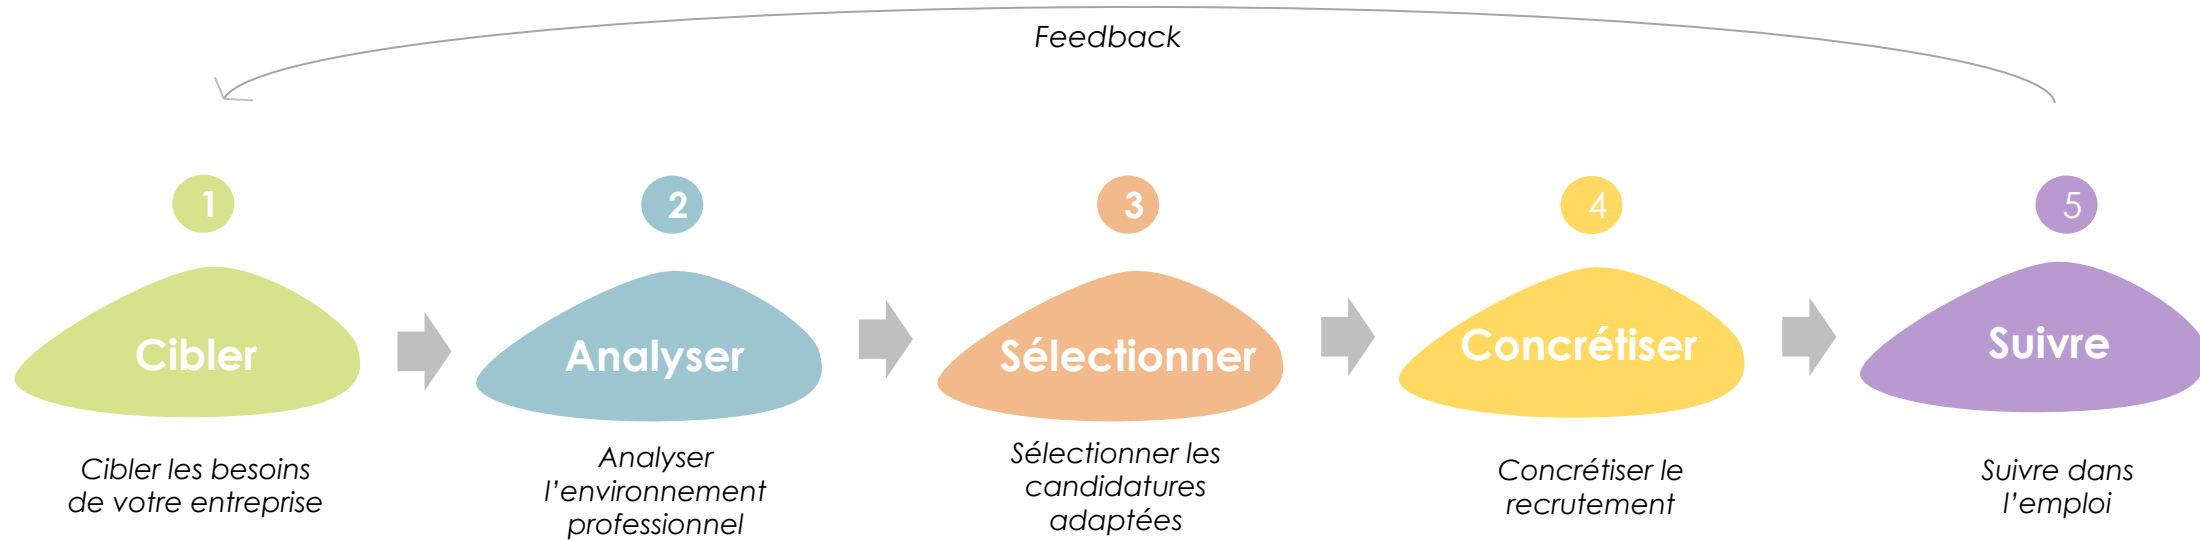 Feedback
1
2
3
4
5
Cibler
Analyser
Sélectionner
Concrétiser
Suivre
Cibler les besoins
de votre entreprise
Analyser
l’environnement
professionnel
Sélectionner les
candidatures
adaptées
Concrétiser le
recrutement
Suivre dans
l’emploi